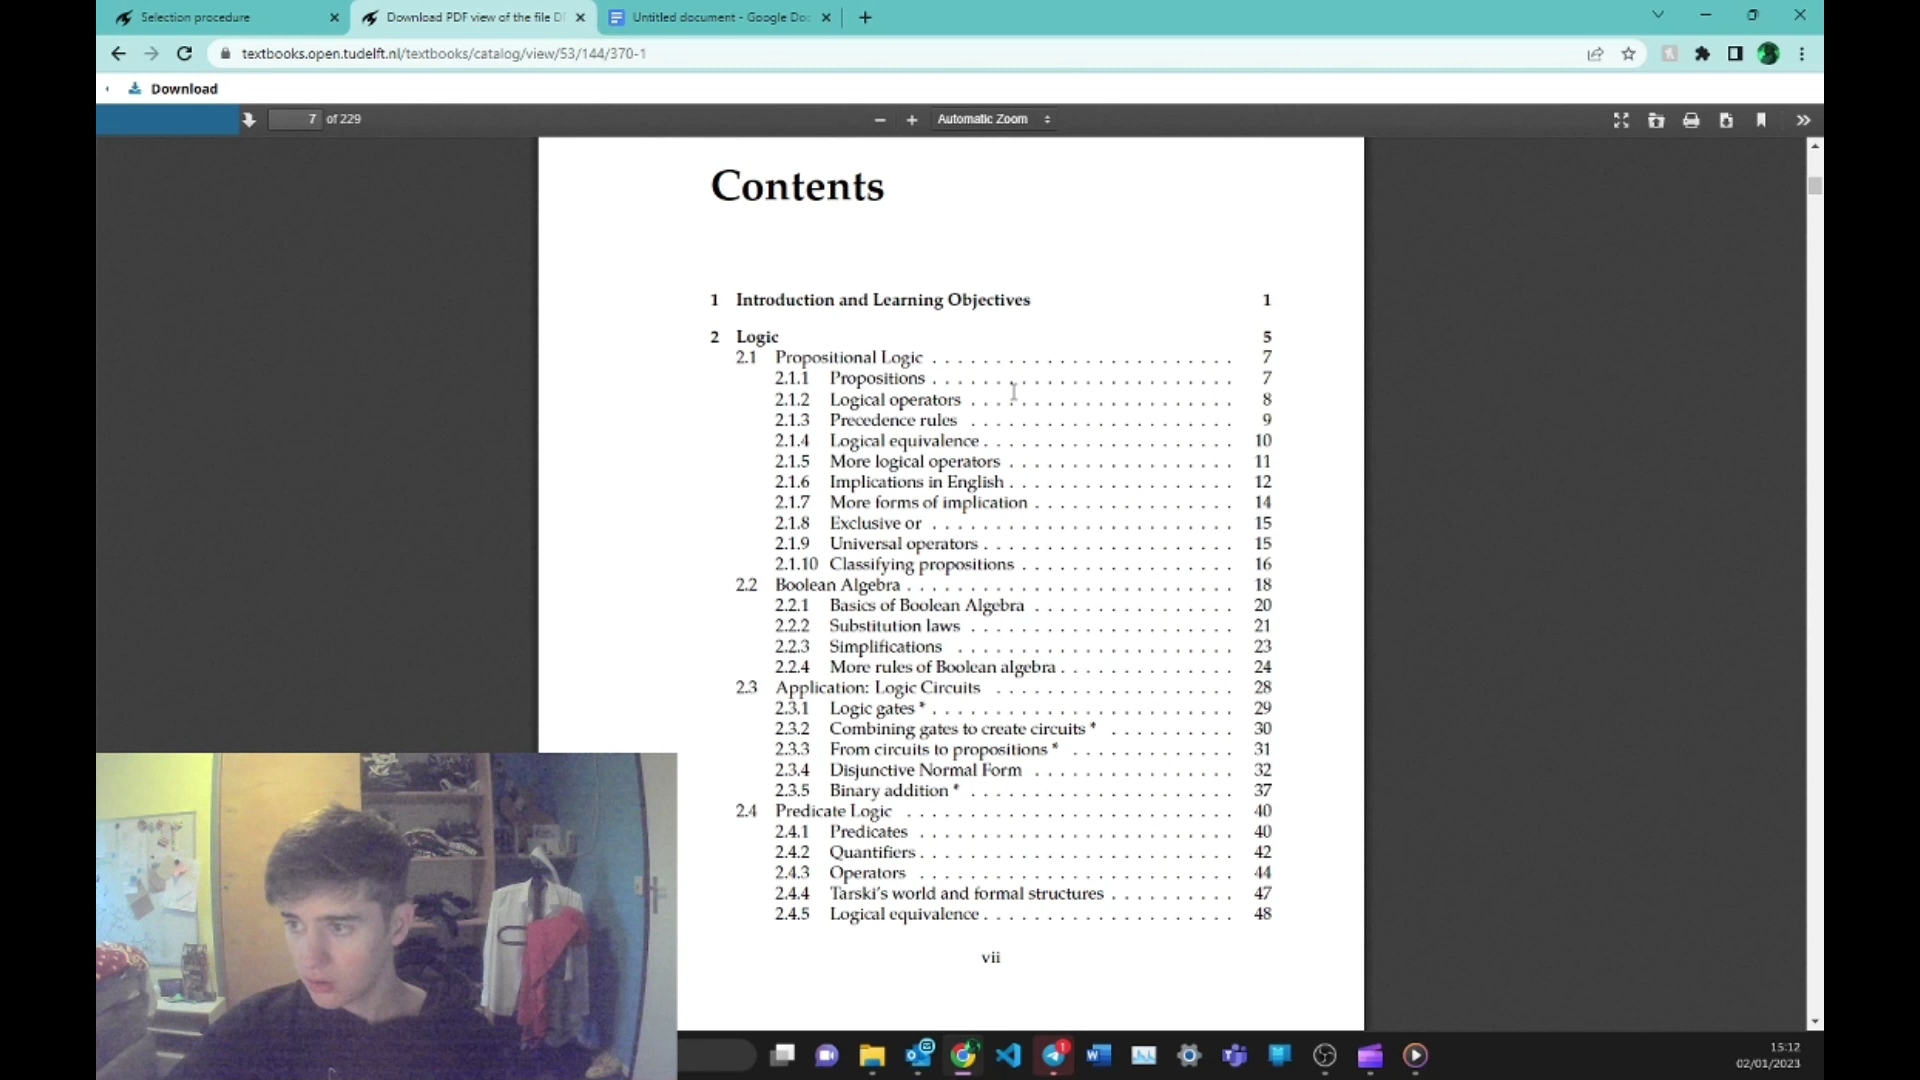 Selection procedure
Download PDF view of the file D
Untitled document - Google Do
textbooks.open.tudelft.nl/textbooks/catalog/view/53/144/370-1
Download
7 of 229
Automatic Zoom
Contents
1 Introduction and Learning Objectives 1
2 Logic 5
2.1 Propositional Logic . . . . . . . . . . . . . . . . . . . . . . . . 7
2.1.1 Propositions . . . . . . . . . . . . . . . . . . . . . . . . 7
2.1.2 Logical operators . . . . . . . . . . . . . . . . . . . . . 8
2.1.3 Precedence rules . . . . . . . . . . . . . . . . . . . . . 9
2.1.4 Logical equivalence . . . . . . . . . . . . . . . . . . . . 10
2.1.5 More logical operators . . . . . . . . . . . . . . . . . . 11
2.1.6 Implications in English . . . . . . . . . . . . . . . . . . 12
2.1.7 More forms of implication . . . . . . . . . . . . . . . . 14
2.1.8 Exclusive or . . . . . . . . . . . . . . . . . . . . . . . . 15
2.1.9 Universal operators . . . . . . . . . . . . . . . . . . . . 15
2.1.10 Classifying propositions . . . . . . . . . . . . . . . . . 16
2.2 Boolean Algebra . . . . . . . . . . . . . . . . . . . . . . . . . . 18
2.2.1 Basics of Boolean Algebra . . . . . . . . . . . . . . . . 20
2.2.2 Substitution laws . . . . . . . . . . . . . . . . . . . . . 21
2.2.3 Simplifications . . . . . . . . . . . . . . . . . . . . . . 23
2.2.4 More rules of Boolean algebra . . . . . . . . . . . . . . 24
2.3 Application: Logic Circuits . . . . . . . . . . . . . . . . . . . 28
2.3.1 Logic gates * . . . . . . . . . . . . . . . . . . . . . . . . 29
2.3.2 Combining gates to create circuits * . . . . . . . . . . 30
2.3.3 From circuits to propositions * . . . . . . . . . . . . . 31
2.3.4 Disjunctive Normal Form . . . . . . . . . . . . . . . . 32
2.3.5 Binary addition * . . . . . . . . . . . . . . . . . . . . . 37
2.4 Predicate Logic . . . . . . . . . . . . . . . . . . . . . . . . . . 40
2.4.1 Predicates . . . . . . . . . . . . . . . . . . . . . . . . . 40
2.4.2 Quantifiers . . . . . . . . . . . . . . . . . . . . . . . . . 42
2.4.3 Operators . . . . . . . . . . . . . . . . . . . . . . . . . 44
2.4.4 Tarski's world and formal structures . . . . . . . . . . 47
2.4.5 Logical equivalence . . . . . . . . . . . . . . . . . . . . 48
vii
15:12
02/01/2023